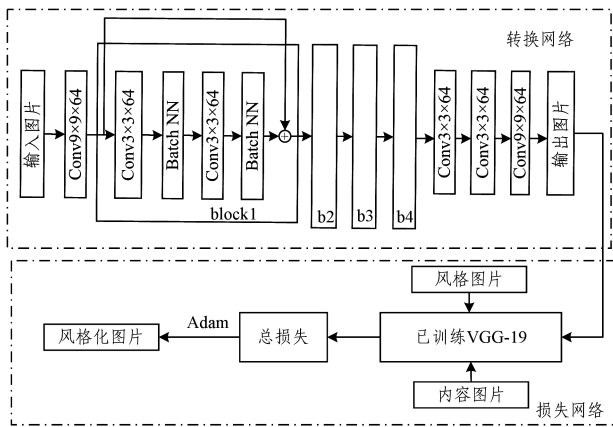 转换网络
输入图片
Conv9×9×64
Conv3×3×64
Batch NN
Conv3×3×64
Batch NN
block1
b2
b3
b4
Conv3×3×64
Conv3×3×64
Conv9×9×64
输出图片
风格图片
风格化图片
Adam
总损失
已训练VGG-19
内容图片
损失网络